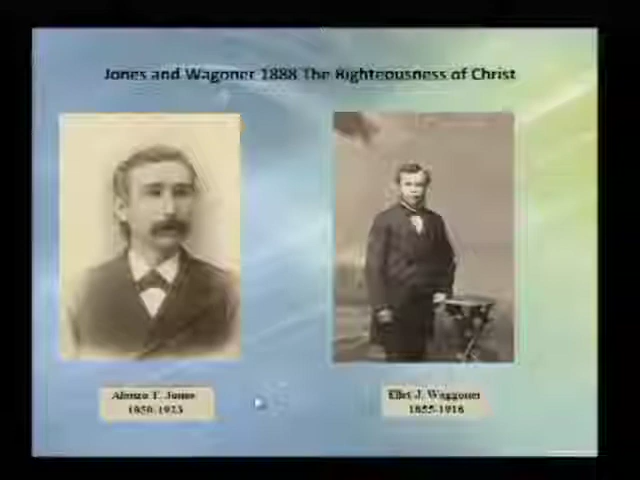 Jones and Wagoner 1888 The Righteousness of Christ
Alonzo T. Jones
1850-1923
Ellet J. Waggoner
1855-1916